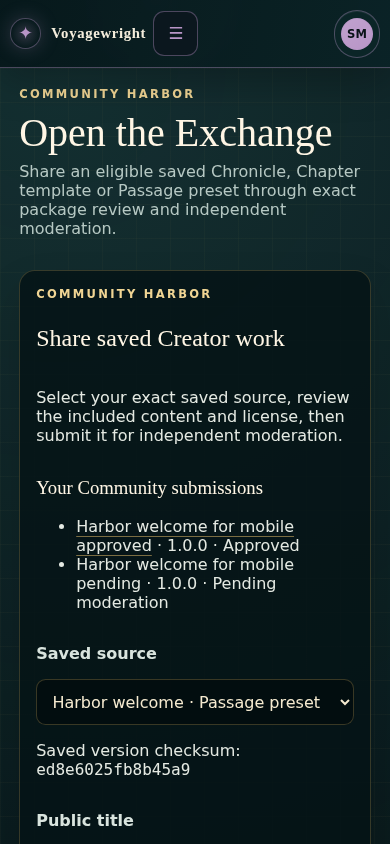 Voyagewright
SM
COMMUNITY HARBOR
Open the Exchange
Share an eligible saved Chronicle, Chapter
template or Passage preset through exact
package review and independent
moderation.
COMMUNITY HARBOR
Share saved Creator work
Select your exact saved source, review
the included content and license, then
submit it for independent moderation.
Your Community submissions
Harbor welcome for mobile
approved · 1.0.0 · Approved
Harbor welcome for mobile
pending · 1.0.0 · Pending
moderation
Saved source
Harbor welcome · Passage preset
Saved version checksum:
ed8e6025fb8b45a9
Public title